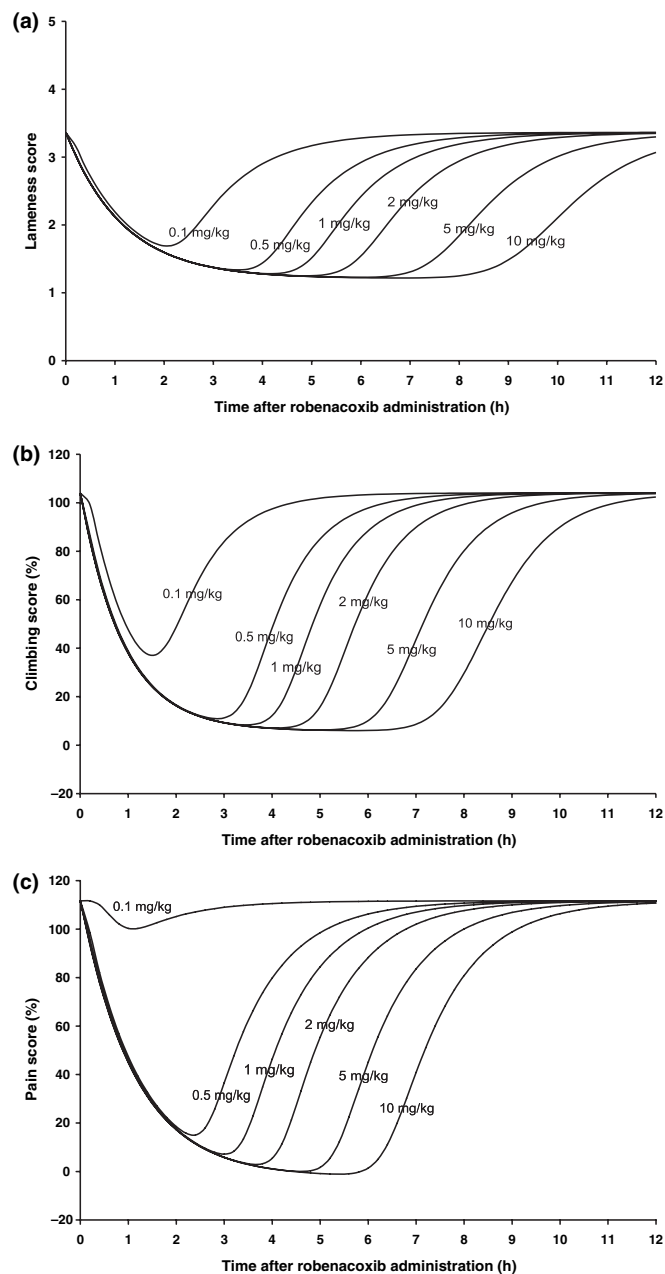 (a)
5
4
3
2
1
0
Lameness score
0.1 mg/kg
0.5 mg/kg
1 mg/kg
2 mg/kg
5 mg/kg
10 mg/kg
0 1 2 3 4 5 6 7 8 9 10 11 12
Time after robenacoxib administration (h)
(b)
120
100
80
60
40
20
0
–20
Climbing score (%)
0.1 mg/kg
0.5 mg/kg
1 mg/kg
2 mg/kg
5 mg/kg
10 mg/kg
0 1 2 3 4 5 6 7 8 9 10 11 12
Time after robenacoxib administration (h)
(c)
120
100
80
60
40
20
0
–20
Pain score (%)
0.1 mg/kg
0.5 mg/kg
1 mg/kg
2 mg/kg
5 mg/kg
10 mg/kg
0 1 2 3 4 5 6 7 8 9 10 11 12
Time after robenacoxib administration (h)